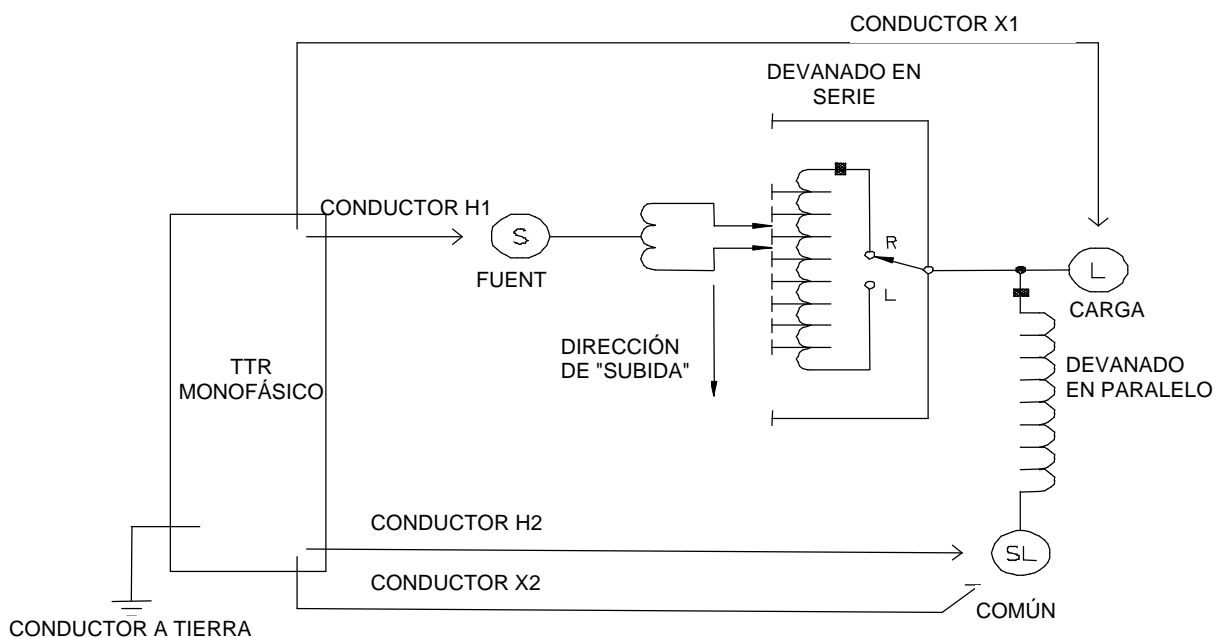 CONDUCTOR X1
DEVANADO EN
SERIE
CONDUCTOR H1
S
FUENT
R
L
L
CARGA
DIRECCIÓN
DE "SUBIDA"
TTR
MONOFÁSICO
DEVANADO
EN PARALELO
CONDUCTOR H2
SL
CONDUCTOR X2
COMÚN
CONDUCTOR A TIERRA